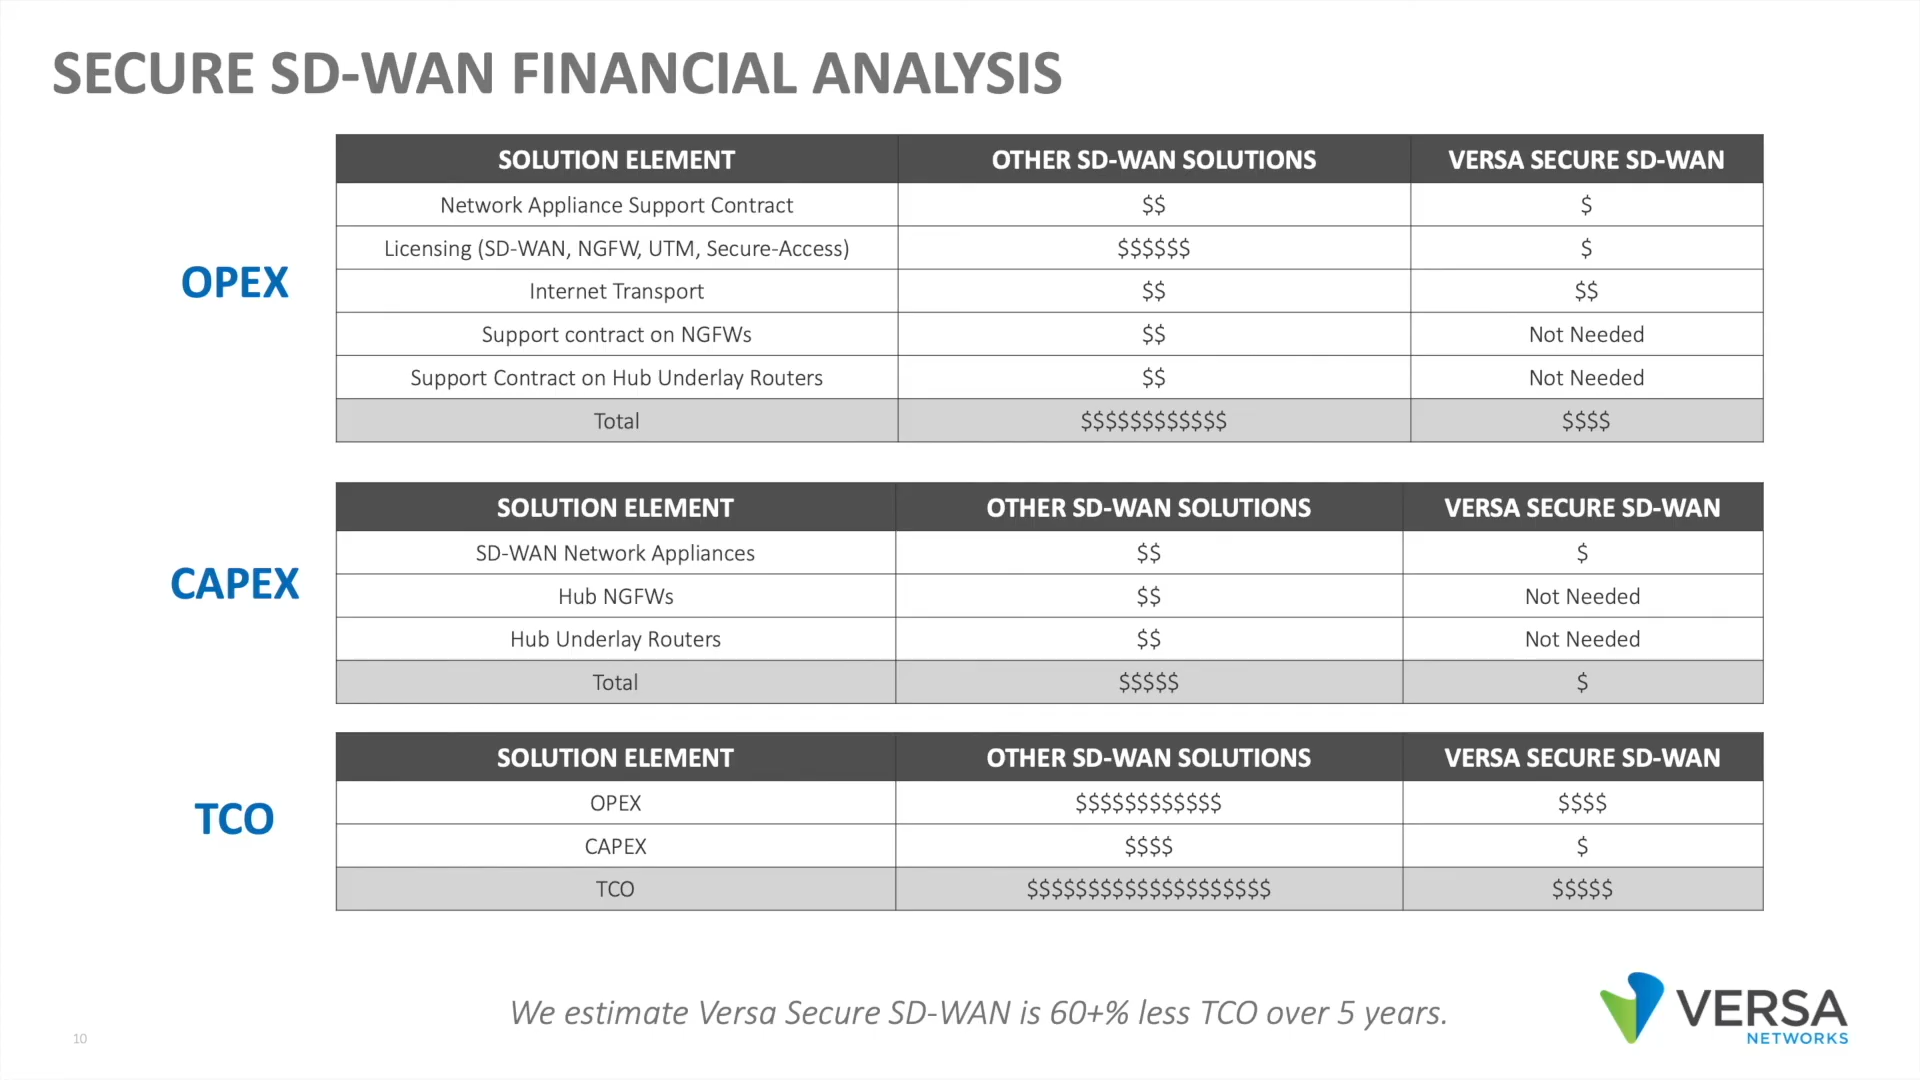 SECURE SD-WAN FINANCIAL ANALYSIS
OPEX
SOLUTION ELEMENT OTHER SD-WAN SOLUTIONS VERSA SECURE SD-WAN
Network Appliance Support Contract $$ $
Licensing (SD-WAN, NGFW, UTM, Secure-Access) $$$$$$ $
Internet Transport $$ $$
Support contract on NGFWs $$ Not Needed
Support Contract on Hub Underlay Routers $$ Not Needed
Total $$$$$$$$$$$$ $$$$
CAPEX
SOLUTION ELEMENT OTHER SD-WAN SOLUTIONS VERSA SECURE SD-WAN
SD-WAN Network Appliances $$ $
Hub NGFWs $$ Not Needed
Hub Underlay Routers $$ Not Needed
Total $$$$$ $
TCO
SOLUTION ELEMENT OTHER SD-WAN SOLUTIONS VERSA SECURE SD-WAN
OPEX $$$$$$$$$$$$ $$$$
CAPEX $$$$ $
TCO $$$$$$$$$$$$$$$$$$$$ $$$$$
We estimate Versa Secure SD-WAN is 60+% less TCO over 5 years.
VERSA
NETWORKS
10